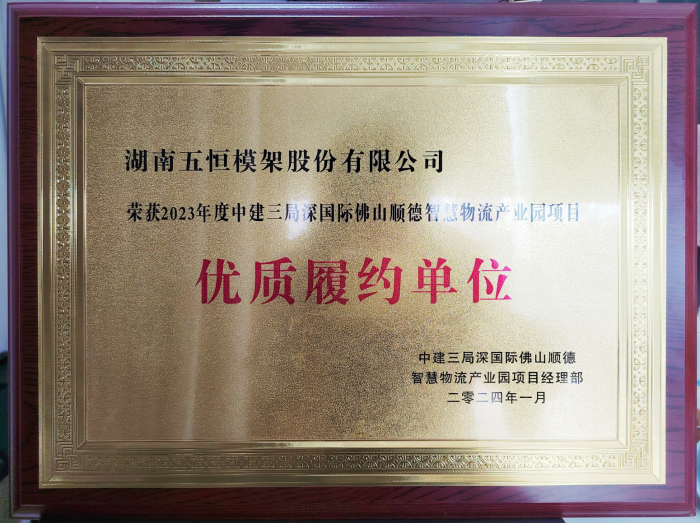 湖南五恒模架股份有限公司
荣获2023年度中建三局深国际佛山顺德智慧物流产业园项目
优质履约单位
中建三局深国际佛山顺德
智慧物流产业园项目经理部
二零二四年一月